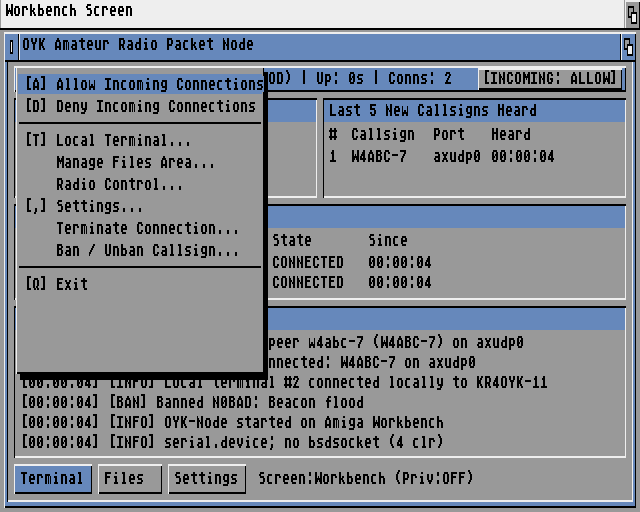 Workbench Screen
OYK Amateur Radio Packet Node
OD) | Up: 0s | Conns: 2 [INCOMING: ALLOW]
[A] Allow Incoming Connections
[D] Deny Incoming Connections
[T] Local Terminal...
Manage Files Area...
Radio Control...
[,] Settings...
Terminate Connection...
Ban / Unban Callsign...
[Q] Exit
Last 5 New Callsigns Heard
# Callsign Port Heard
1 W4ABC-7 axudp0 00:00:04
State Since
CONNECTED 00:00:04
CONNECTED 00:00:04
peer w4abc-7 (W4ABC-7) on axudp0
nnected: W4ABC-7 on axudp0
[00:00:04] [INFO] Local terminal #2 connected locally to KR4OYK-11
[00:00:04] [BAN] Banned N0BAD: Beacon flood
[00:00:04] [INFO] OYK-Node started on Amiga Workbench
[00:00:04] [INFO] serial.device; no bsdsocket (4 clr)
Terminal Files Settings Screen:Workbench (Priv:OFF)